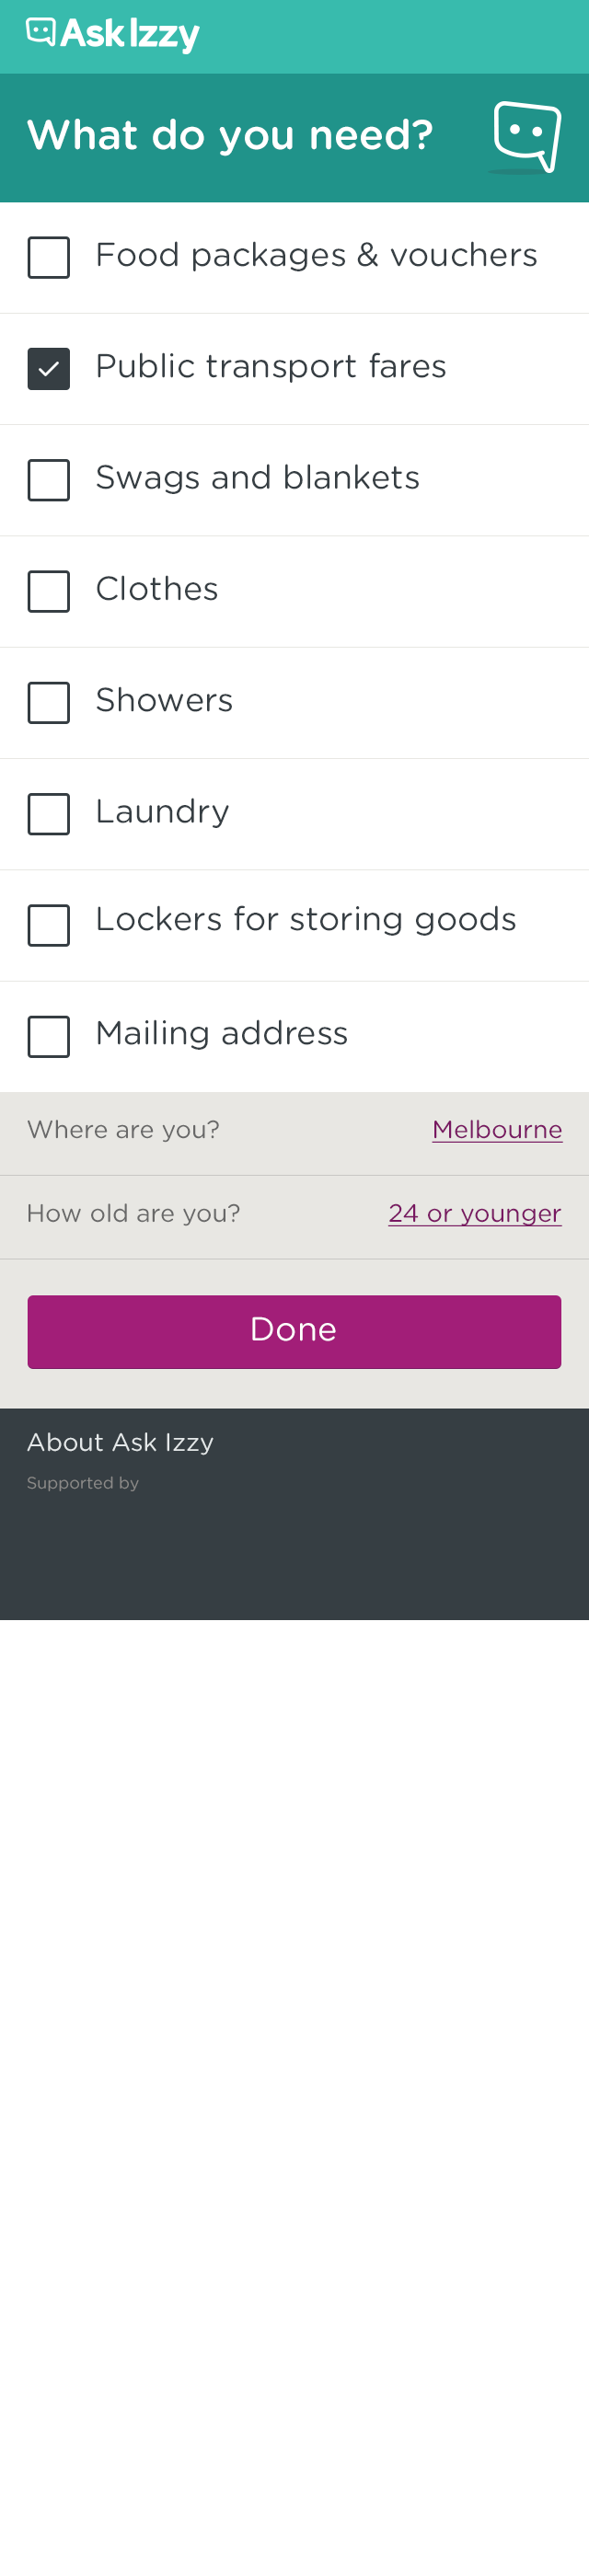 Ask Izzy
What do you need?
Food packages & vouchers
Public transport fares
Swags and blankets
Clothes
Showers
Laundry
Lockers for storing goods
Mailing address
Where are you? Melbourne
How old are you? 24 or younger
Done
About Ask Izzy
Supported by